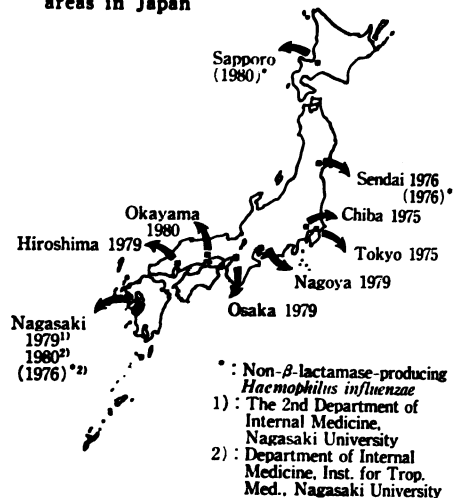 areas in Japan
Sapporo
(1980)*
Sendai 1976
(1976)*
Chiba 1975
Tokyo 1975
Nagoya 1979
Osaka 1979
Okayama
1980
Hiroshima 1979
Nagasaki
1979¹⁾
1980²⁾
(1976)*²⁾
* : Non-β-lactamase-producing
Haemophilus influenzae
1) : The 2nd Department of
Internal Medicine,
Nagasaki University
2) : Department of Internal
Medicine, Inst. for Trop.
Med., Nagasaki University